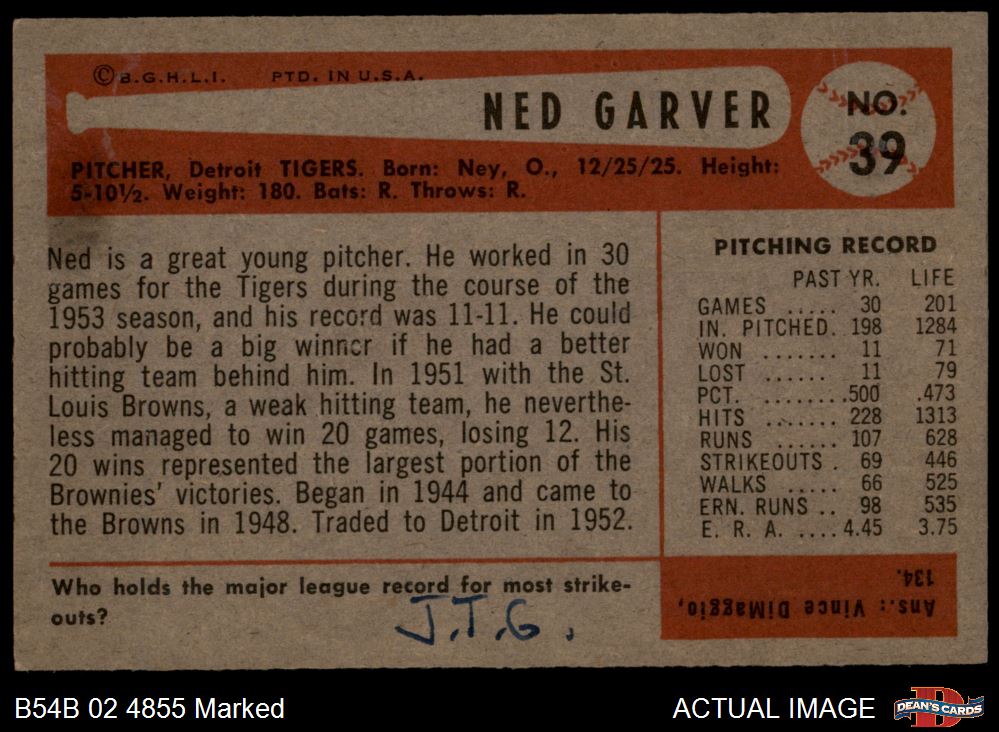 ©B.G.H.L.I. PTD. IN U.S.A.
NED GARVER
NO.
39
PITCHER, Detroit TIGERS. Born: Ney, O., 12/25/25. Height:
5-10½. Weight: 180. Bats: R. Throws: R.
Ned is a great young pitcher. He worked in 30
games for the Tigers during the course of the
1953 season, and his record was 11-11. He could
probably be a big winner if he had a better
hitting team behind him. In 1951 with the St.
Louis Browns, a weak hitting team, he neverthe-
less managed to win 20 games, losing 12. His
20 wins represented the largest portion of the
Brownies' victories. Began in 1944 and came to
the Browns in 1948. Traded to Detroit in 1952.
PITCHING RECORD
PAST YR. LIFE
GAMES ..... 30 201
IN. PITCHED. 198 1284
WON ....... 11 71
LOST ...... 11 79
PCT. ........500 .473
HITS ....... 228 1313
RUNS ...... 107 628
STRIKEOUTS . 69 446
WALKS ..... 66 525
ERN. RUNS .. 98 535
E. R. A. ....4.45 3.75
Who holds the major league record for most strike-
outs?
J.T.G.
Ans.: Vince DiMaggio,
134.
B54B 02 4855 Marked
ACTUAL IMAGE
D
DEAN'S CARDS